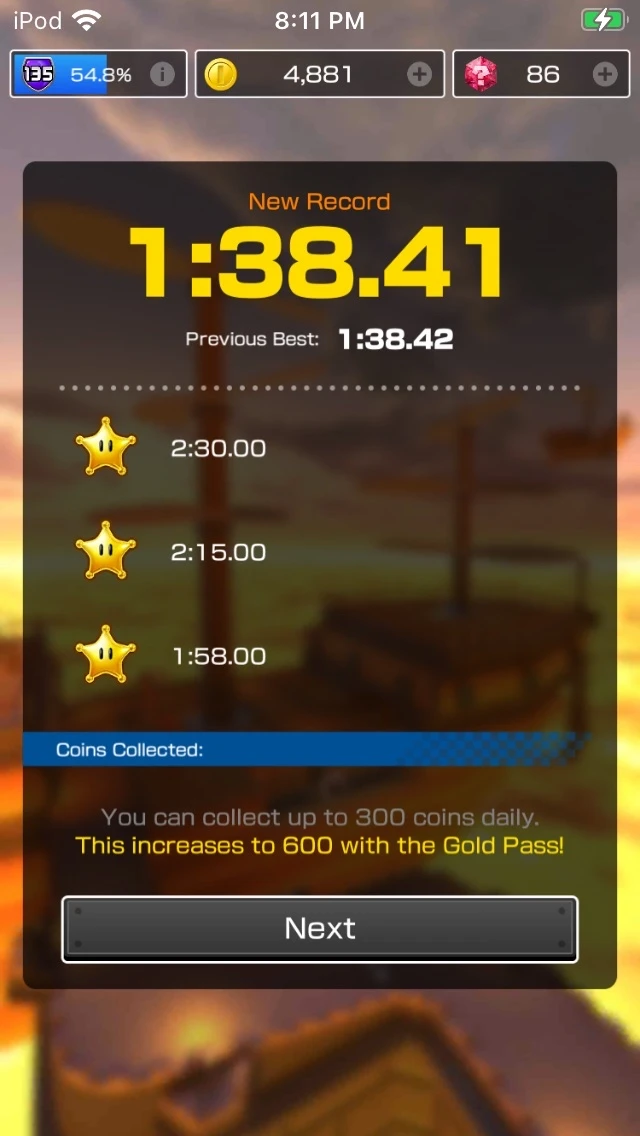 iPod 8:11 PM
135 54.8% i 4,881 + ? 86 +
New Record
1:38.41
Previous Best: 1:38.42
2:30.00
2:15.00
1:58.00
Coins Collected:
You can collect up to 300 coins daily.
This increases to 600 with the Gold Pass!
Next